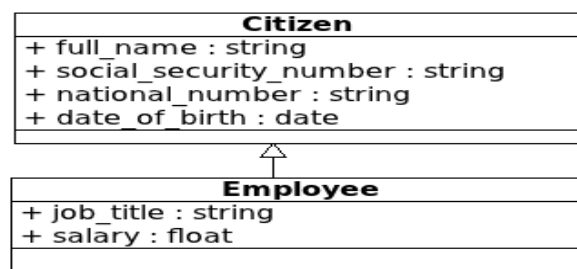 Citizen
+ full_name : string
+ social_security_number : string
+ national_number : string
+ date_of_birth : date
Employee
+ job_title : string
+ salary : float